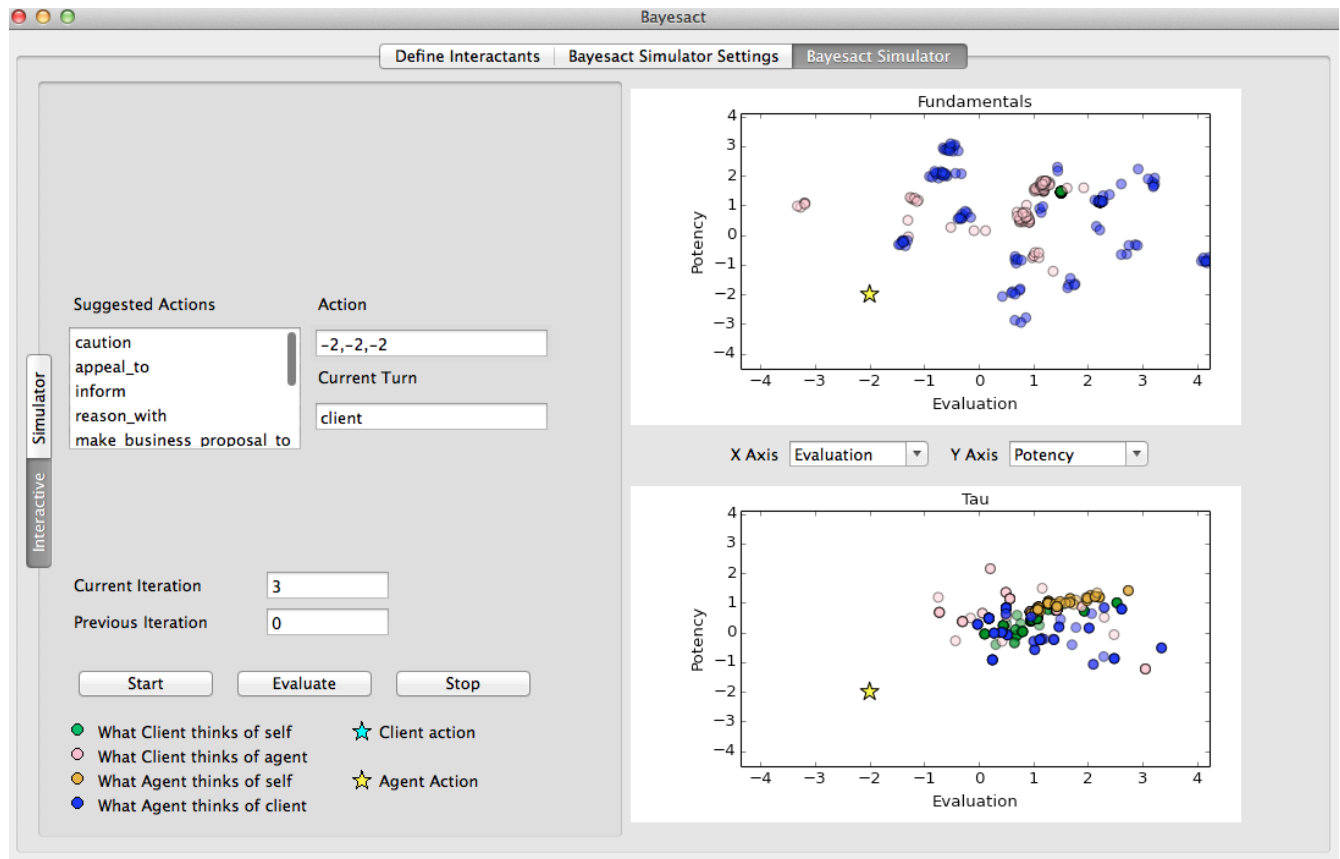 Bayesact
Define Interactants
Bayesact Simulator Settings
Bayesact Simulator
Simulator
Interactive
Suggested Actions
caution
appeal_to
inform
reason_with
make_business_proposal_to
Action
−2,−2,−2
Current Turn
client
Current Iteration
3
Previous Iteration
0
Start
Evaluate
Stop
What Client thinks of self
What Client thinks of agent
What Agent thinks of self
What Agent thinks of client
Client action
Agent Action
Fundamentals
4
3
2
1
0
−1
−2
−3
−4
Potency
−4 −3 −2 −1 0 1 2 3 4
Evaluation
X Axis Evaluation
Y Axis Potency
Tau
4
3
2
1
0
−1
−2
−3
−4
Potency
−4 −3 −2 −1 0 1 2 3 4
Evaluation